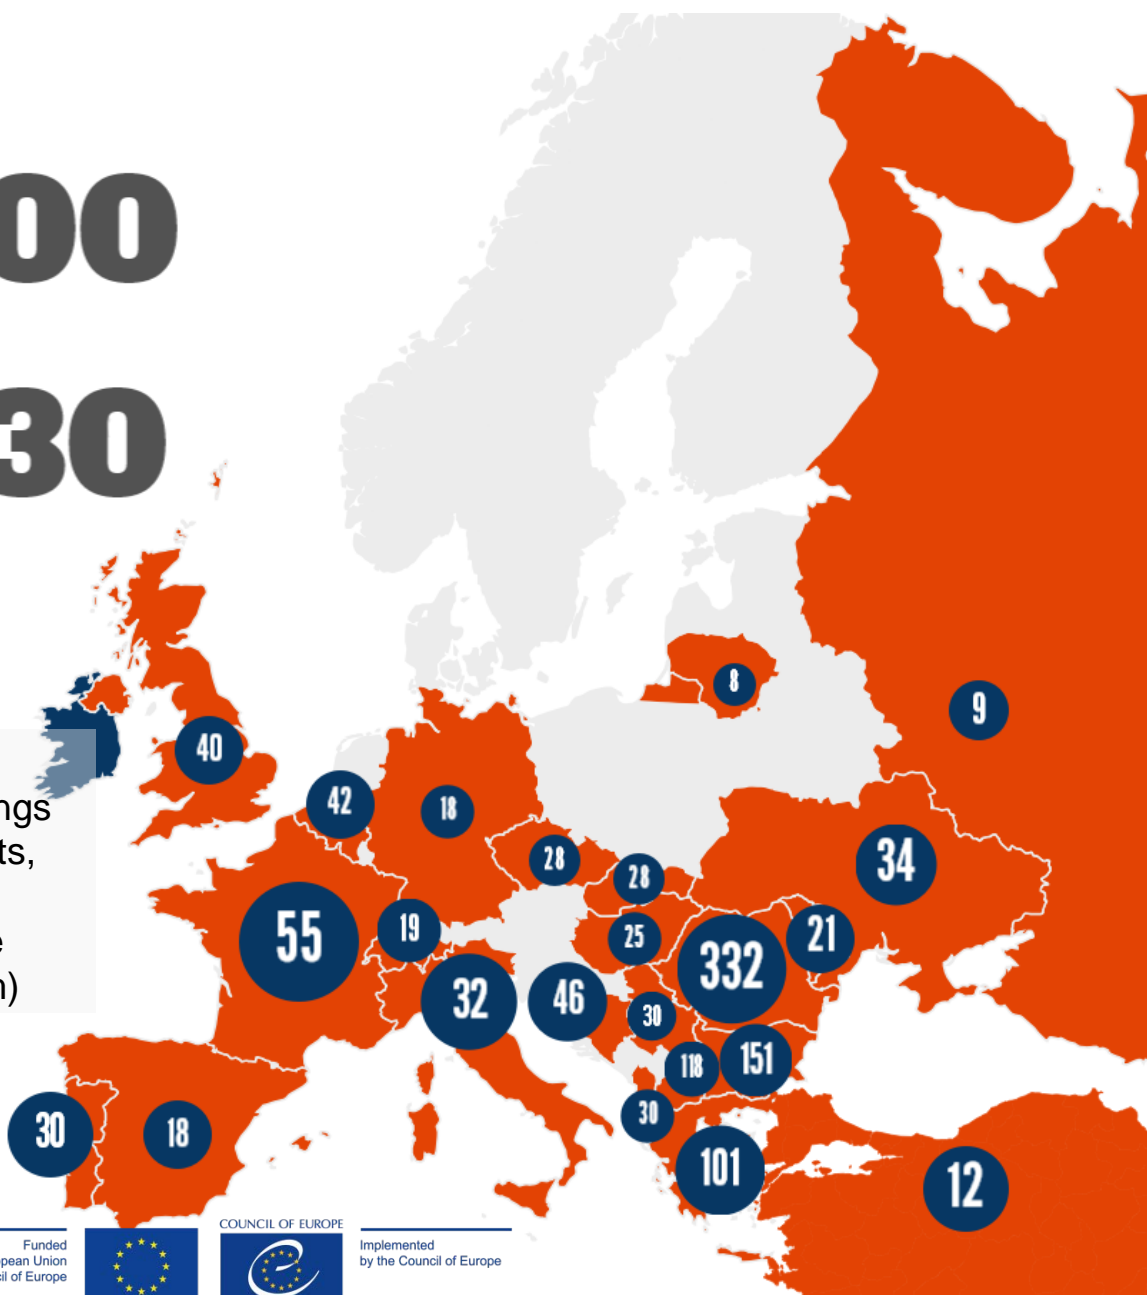 00
30
8
9
40
ngs
ts,
e
n)
42
18
28
28
34
55
19
25
332
21
32
46
30
118
151
30
18
30
101
12
Funded
pean Union
cil of Europe
COUNCIL OF EUROPE
Implemented
by the Council of Europe